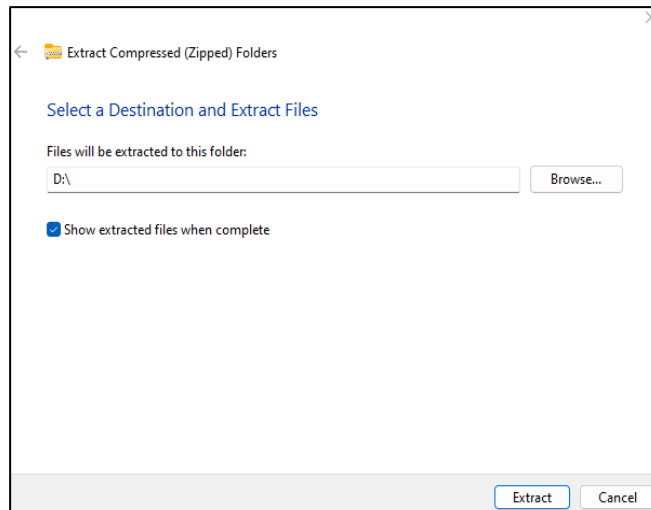 Extract Compressed (Zipped) Folders
Select a Destination and Extract Files
Files will be extracted to this folder:
D:\
Browse...
Show extracted files when complete
Extract
Cancel